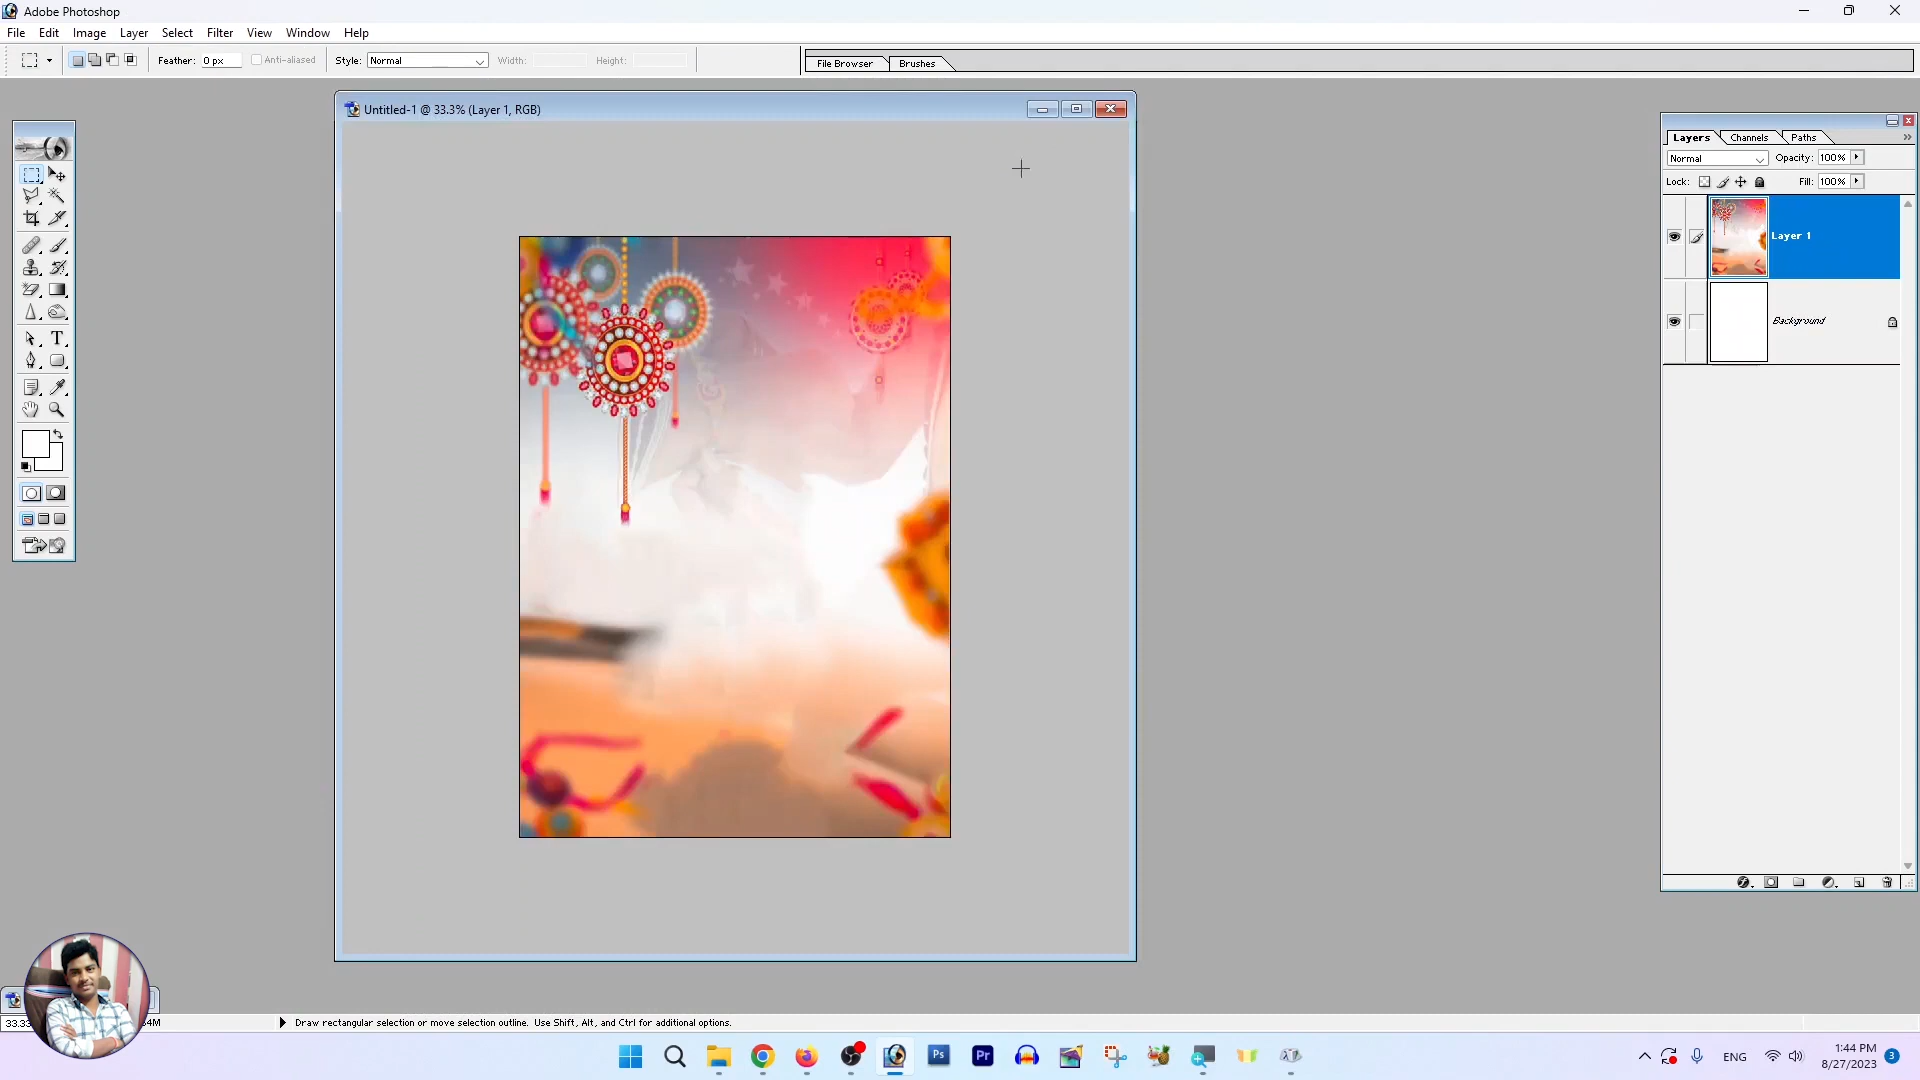 Adobe Photoshop
File Edit Image Layer Select Filter View Window Help
Feather: 0 px Anti-aliased Style: Normal Width: Height: File Browser Brushes
Untitled-1 @ 33.3% (Layer 1, RGB)
Layers Channels Paths
Normal Opacity: 100%
Lock: Fill: 100%
Layer 1
Background
T
33.33
Draw rectangular selection or move selection outline. Use Shift, Alt, and Ctrl for additional options.
Ps Pr
ENG
1:44 PM
8/27/2023
3